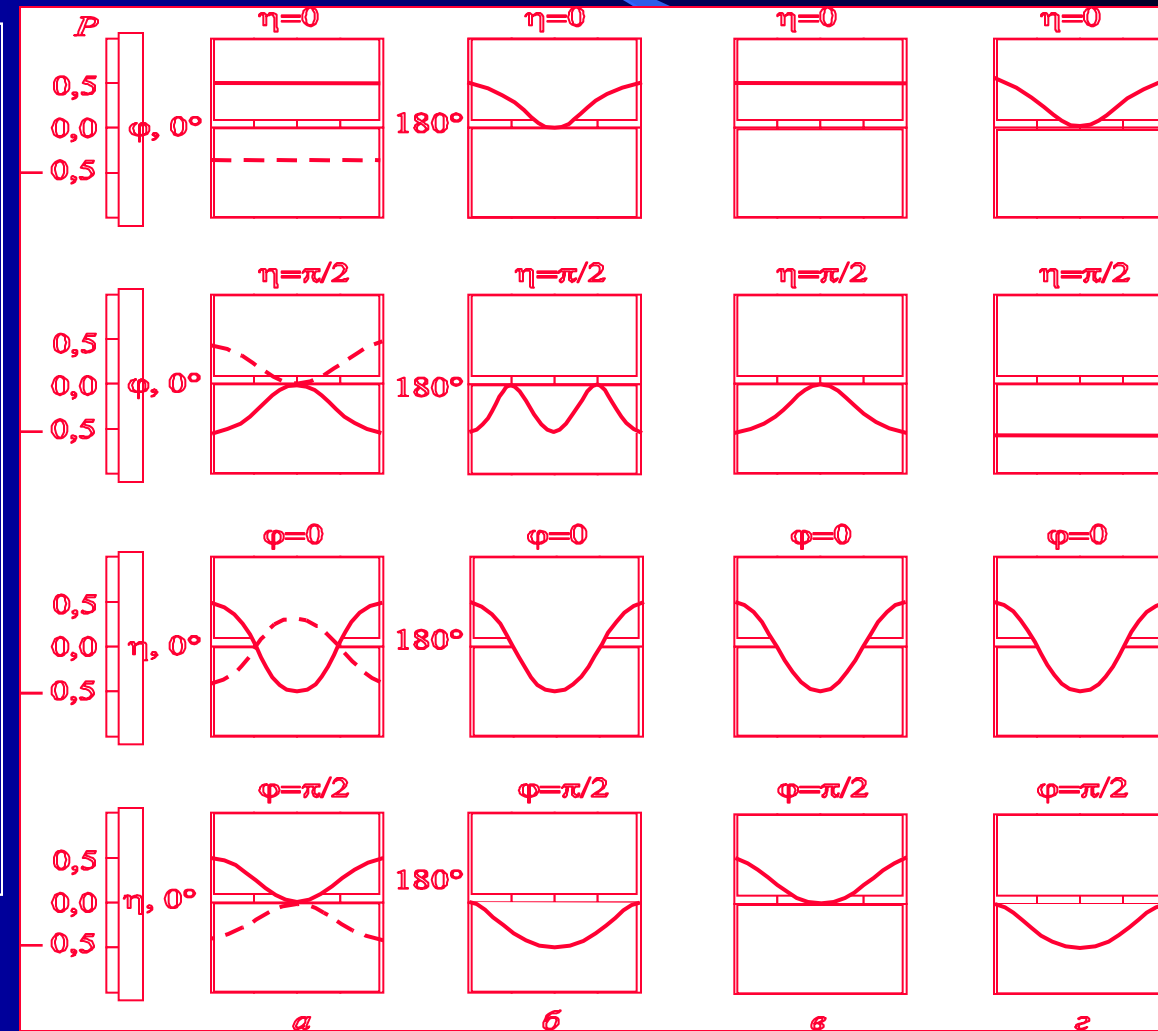 P η=0 η=0 η=0 η=0
0,5
0,0 φ, 0° 180°
— 0,5
η=π/2 η=π/2 η=π/2 η=π/2
0,5
0,0 φ, 0° 180°
— 0,5
φ=0 φ=0 φ=0 φ=0
0,5
0,0 η, 0° 180°
— 0,5
φ=π/2 φ=π/2 φ=π/2 φ=π/2
0,5
0,0 η, 0° 180°
— 0,5
а б в г